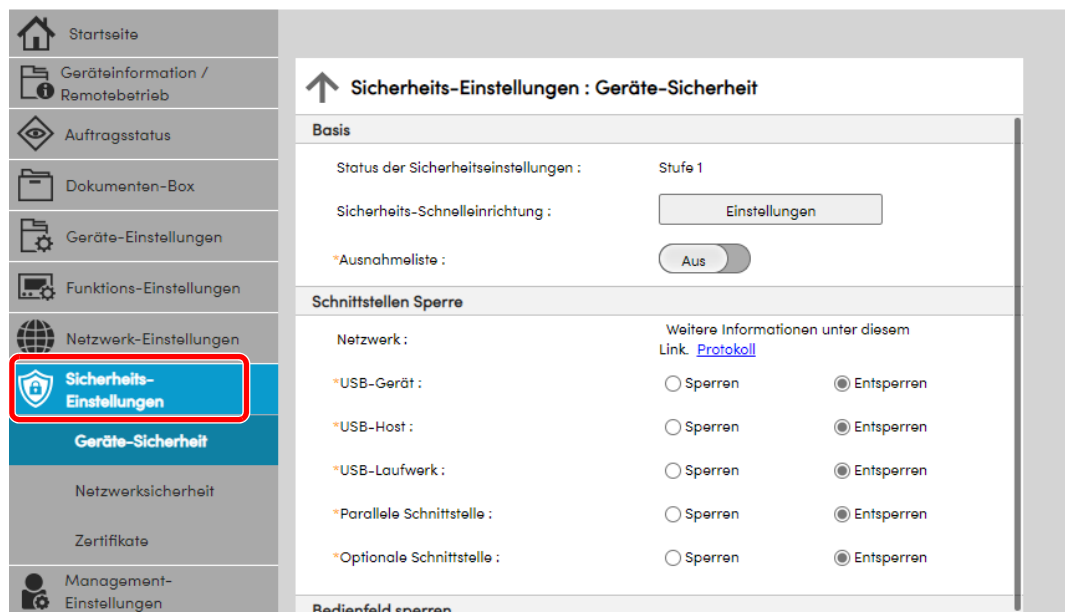 Startseite
Geräteinformation /
Remotebetrieb
Auftragsstatus
Dokumenten-Box
Geräte-Einstellungen
Funktions-Einstellungen
Netzwerk-Einstellungen
Sicherheits-
Einstellungen
Geräte-Sicherheit
Netzwerksicherheit
Zertifikate
Management-
Einstellungen
Sicherheits-Einstellungen : Geräte-Sicherheit
Basis
Status der Sicherheitseinstellungen : Stufe 1
Sicherheits-Schnelleinrichtung : Einstellungen
*Ausnahmeliste : Aus
Schnittstellen Sperre
Netzwerk : Weitere Informationen unter diesem
Link. Protokoll
*USB-Gerät : Sperren Entsperren
*USB-Host : Sperren Entsperren
*USB-Laufwerk : Sperren Entsperren
*Parallele Schnittstelle : Sperren Entsperren
*Optionale Schnittstelle : Sperren Entsperren
Bedienfeld sperren